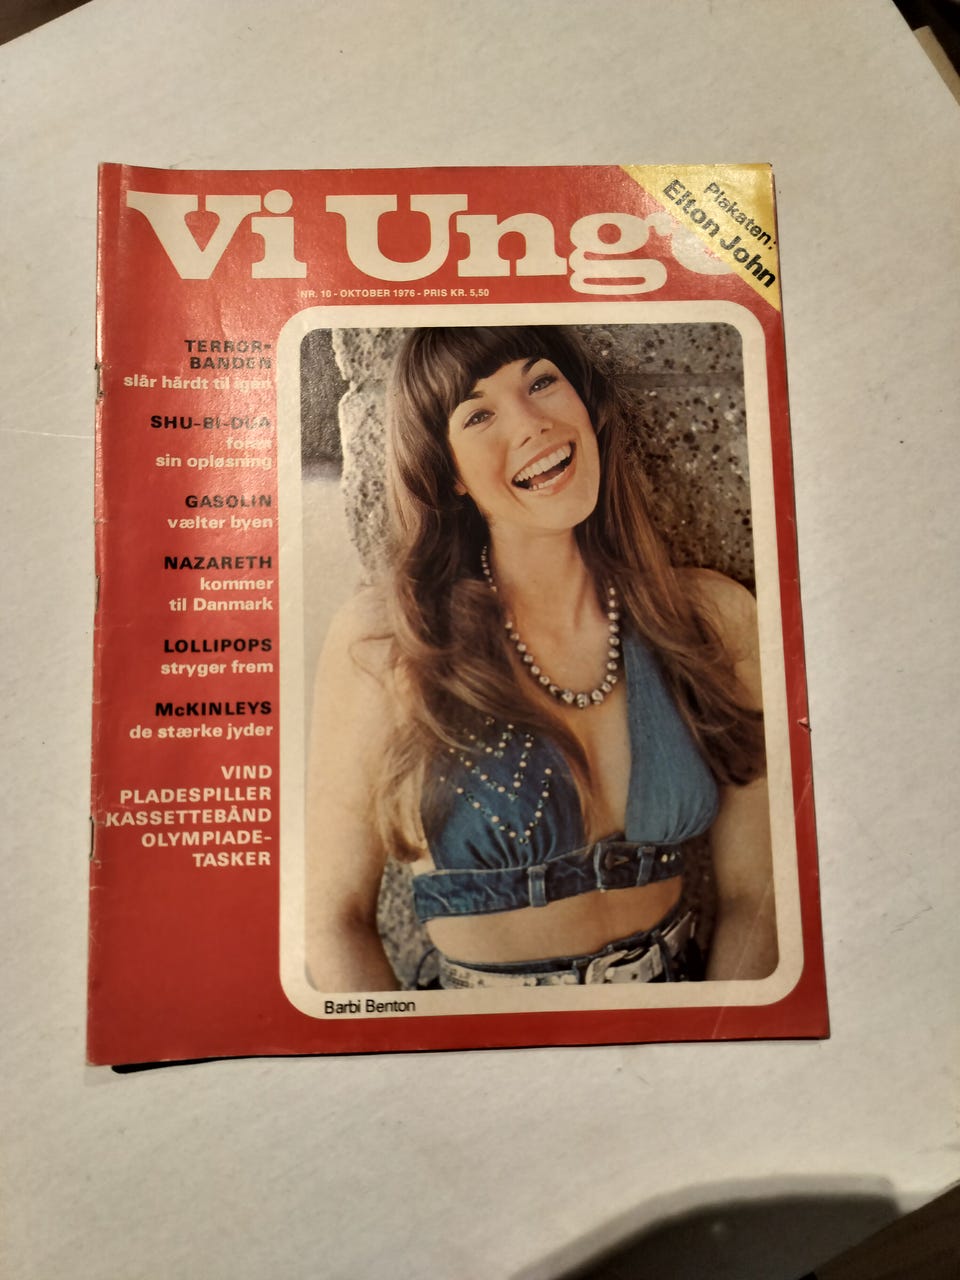 Vi Unge
Plakaten:
Elton John
NR. 10 - OKTOBER 1976 - PRIS KR. 5,50
TERROR-
BANDEN
slår hårdt til igen
SHU-BI-DUA
foran
sin opløsning
GASOLIN
vælter byen
NAZARETH
kommer
til Danmark
LOLLIPOPS
stryger frem
McKINLEYS
de stærke jyder
VIND
PLADESPILLER
KASSETTEBÅND
OLYMPIADE-
TASKER
Barbi Benton